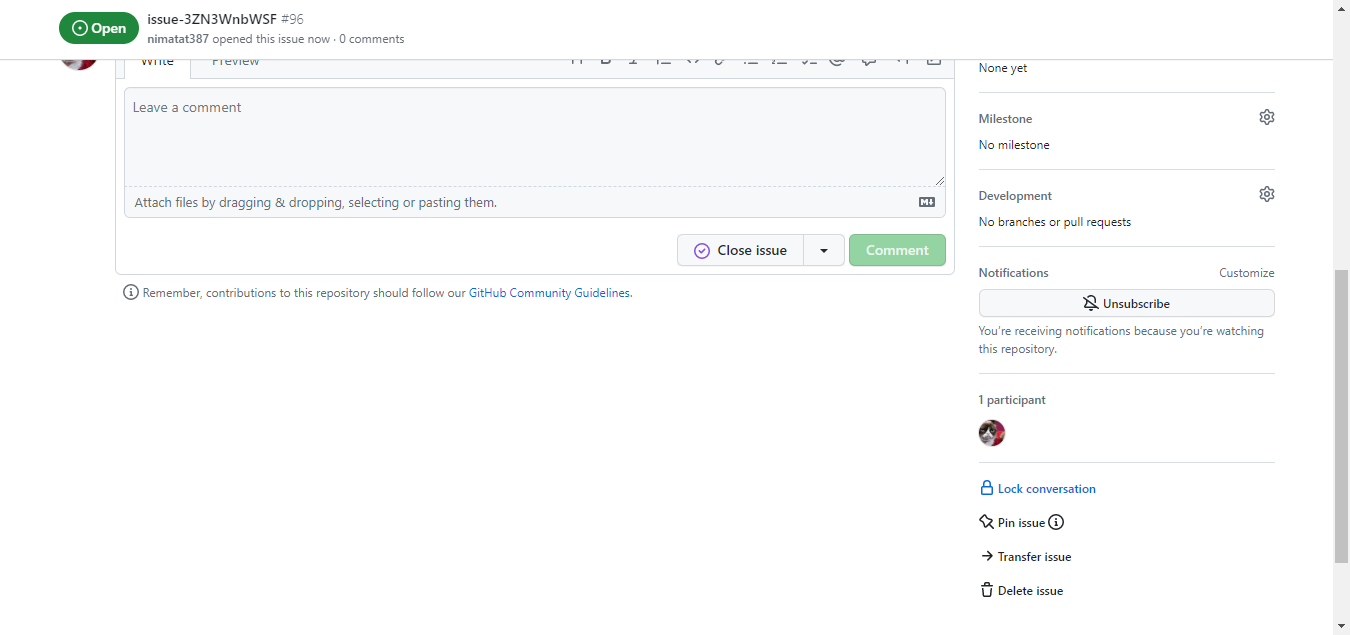 Open
issue-3ZN3WnbWSF #96
nimatat387 opened this issue now · 0 comments
Write
Preview
None yet
Leave a comment
Attach files by dragging & dropping, selecting or pasting them.
Close issue
Comment
Remember, contributions to this repository should follow our GitHub Community Guidelines.
Milestone
No milestone
Development
No branches or pull requests
Notifications
Customize
Unsubscribe
You're receiving notifications because you're watching
this repository.
1 participant
Lock conversation
Pin issue
Transfer issue
Delete issue